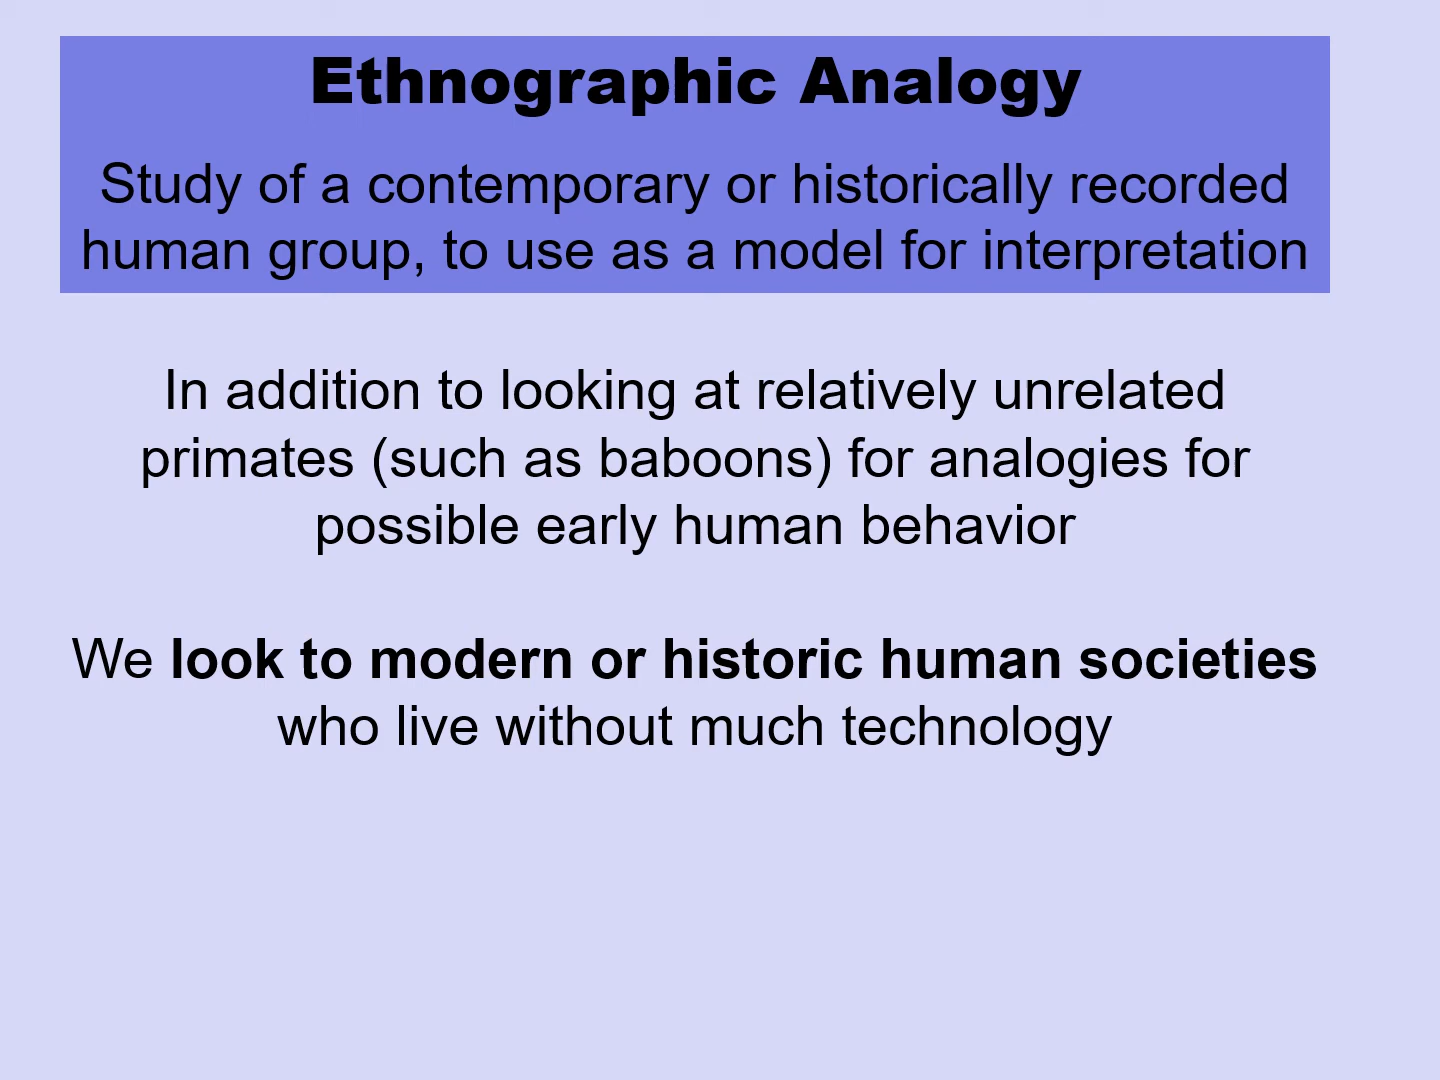 Ethnographic Analogy
Study of a contemporary or historically recorded
human group, to use as a model for interpretation
In addition to looking at relatively unrelated
primates (such as baboons) for analogies for
possible early human behavior
We look to modern or historic human societies
who live without much technology